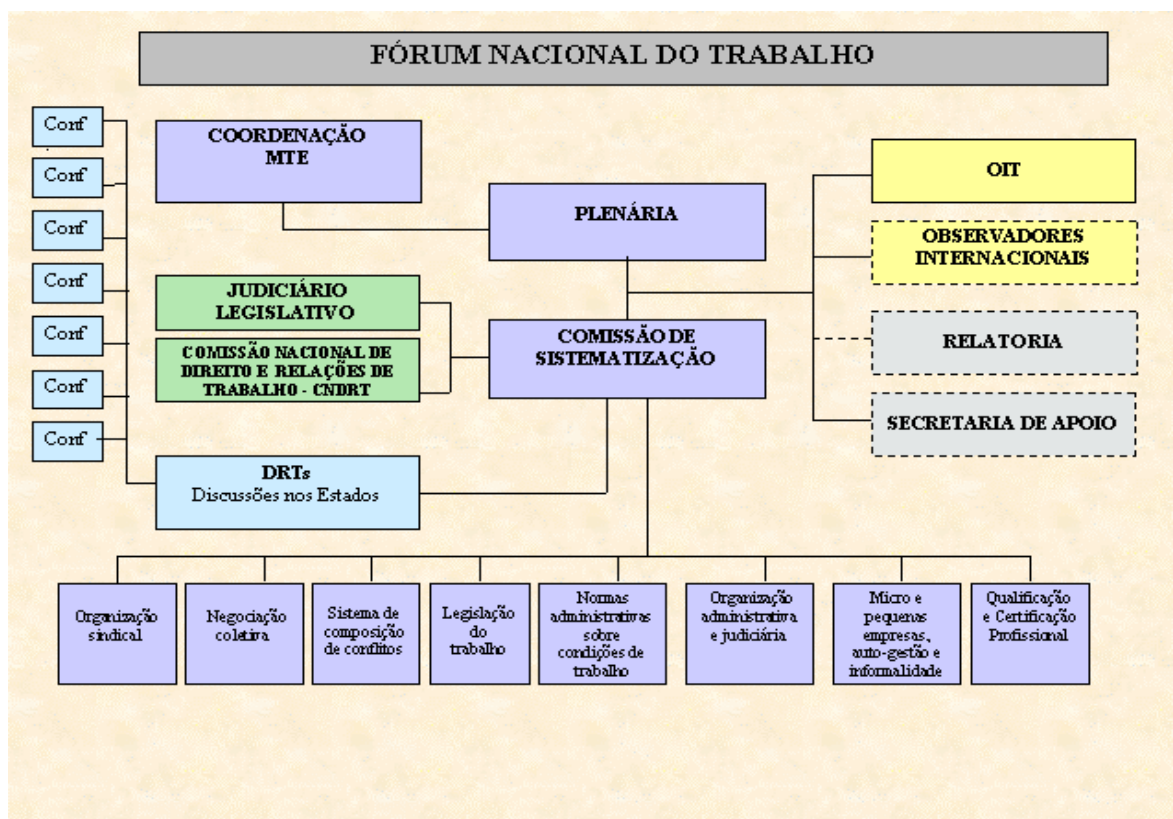 FÓRUM NACIONAL DO TRABALHO
Conf
Conf
Conf
Conf
Conf
Conf
Conf
COORDENAÇÃO
MTE
PLENÁRIA
OIT
OBSERVADORES
INTERNACIONAIS
JUDICIÁRIO
LEGISLATIVO
COMISSÃO NACIONAL DE
DIREITO E RELAÇÕES DE
TRABALHO - CNDRT
COMISSÃO DE
SISTEMATIZAÇÃO
RELATORIA
SECRETARIA DE APOIO
DRTs
Discussões nos Estados
Organização
sindical
Negociação
coletiva
Sistema de
composição
de conflitos
Legislação
do
trabalho
Normas
administrativas
sobre
condições de
trabalho
Organização
administrativa
e judiciária
Micro e
pequenas
empresas,
auto-gestão e
informalidade
Qualificação
e Certificação
Profissional